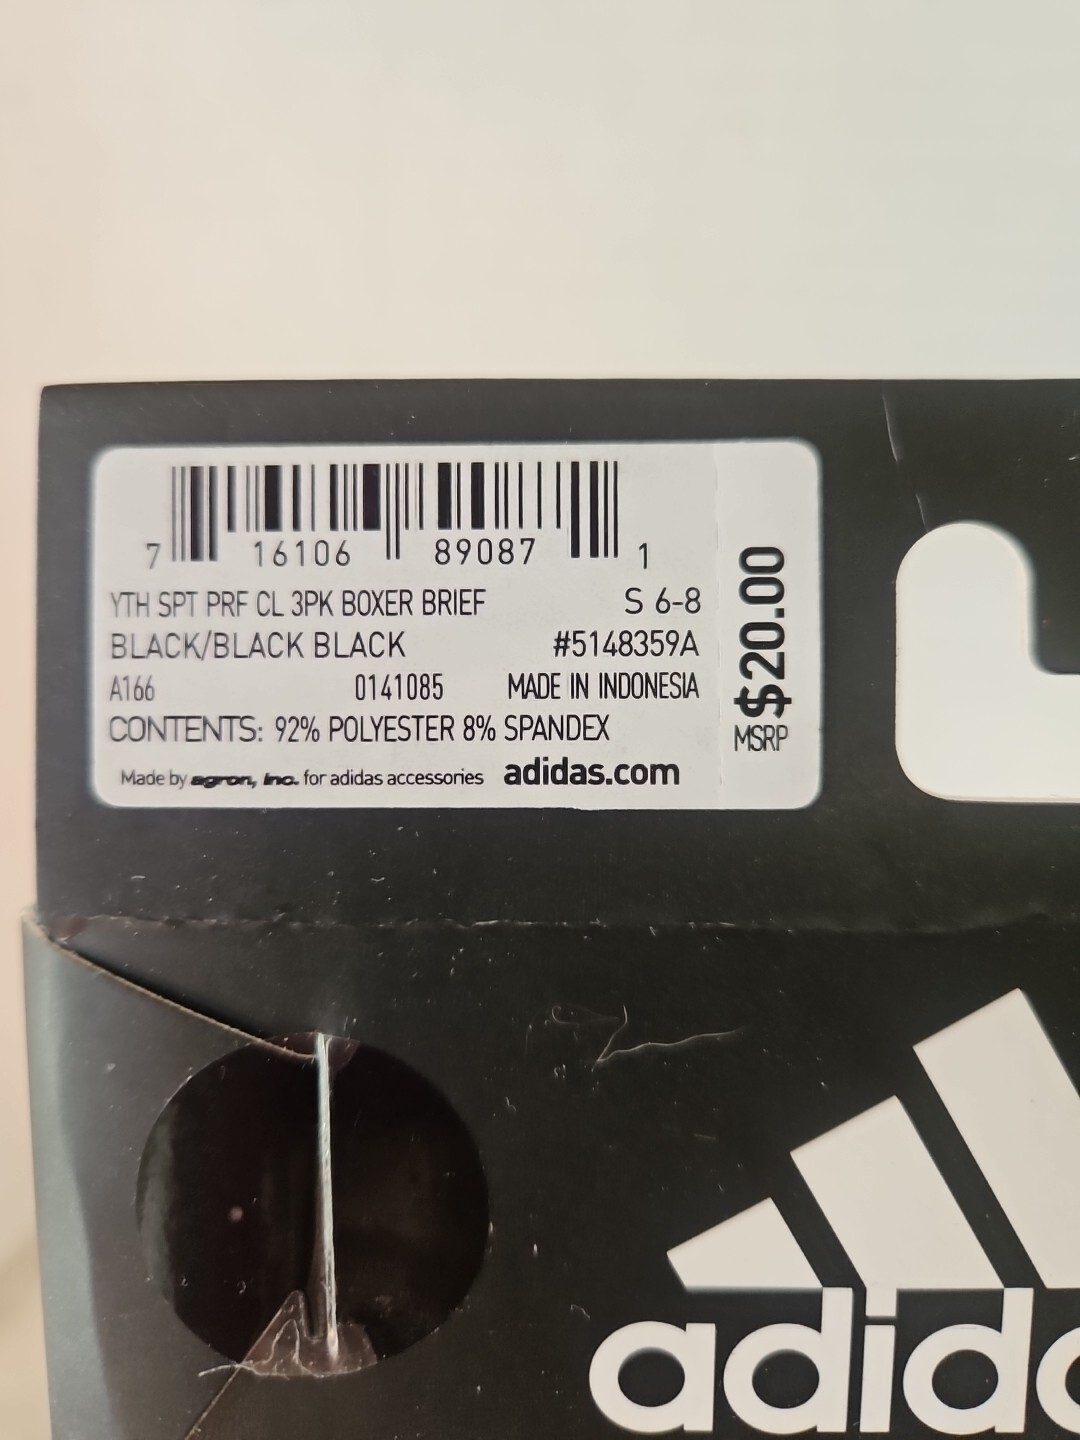 7 16106 89087 1
YTH SPT PRF CL 3PK BOXER BRIEF S 6-8
BLACK/BLACK BLACK #5148359A
A166 0141085 MADE IN INDONESIA
CONTENTS: 92% POLYESTER 8% SPANDEX
Made by agron, inc. for adidas accessories adidas.com
MSRP $20.00
adida